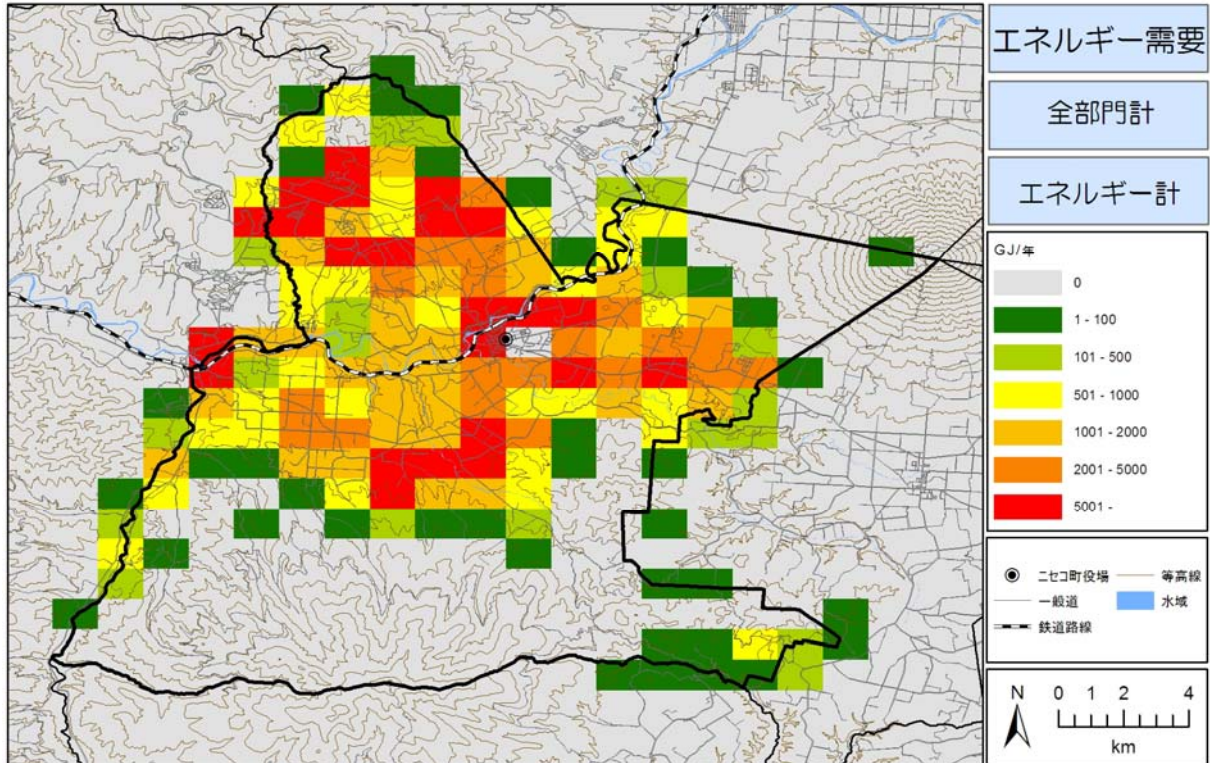 エネルギー需要
全部門計
エネルギー計
GJ/年
0
1 - 100
101 - 500
501 - 1000
1001 - 2000
2001 - 5000
5001 -
ニセコ町役場
等高線
一般道
水域
鉄道路線
N
0 1 2 4
km